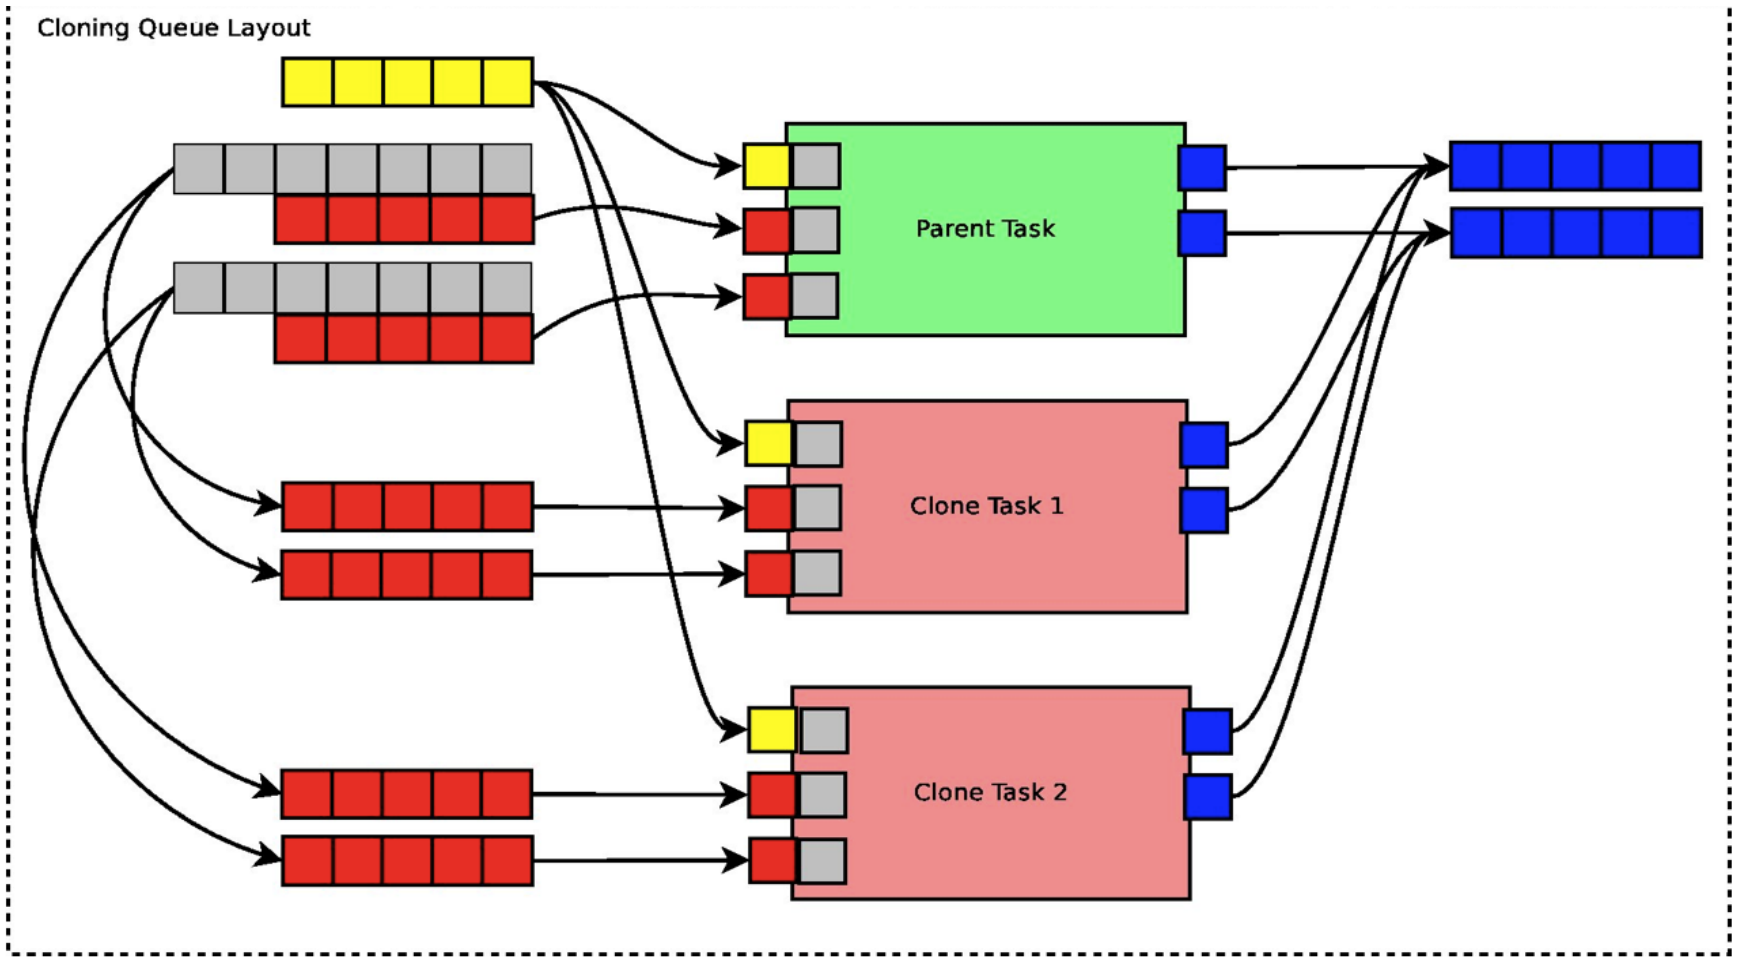 Cloning Queue Layout
Parent Task
Clone Task 1
Clone Task 2